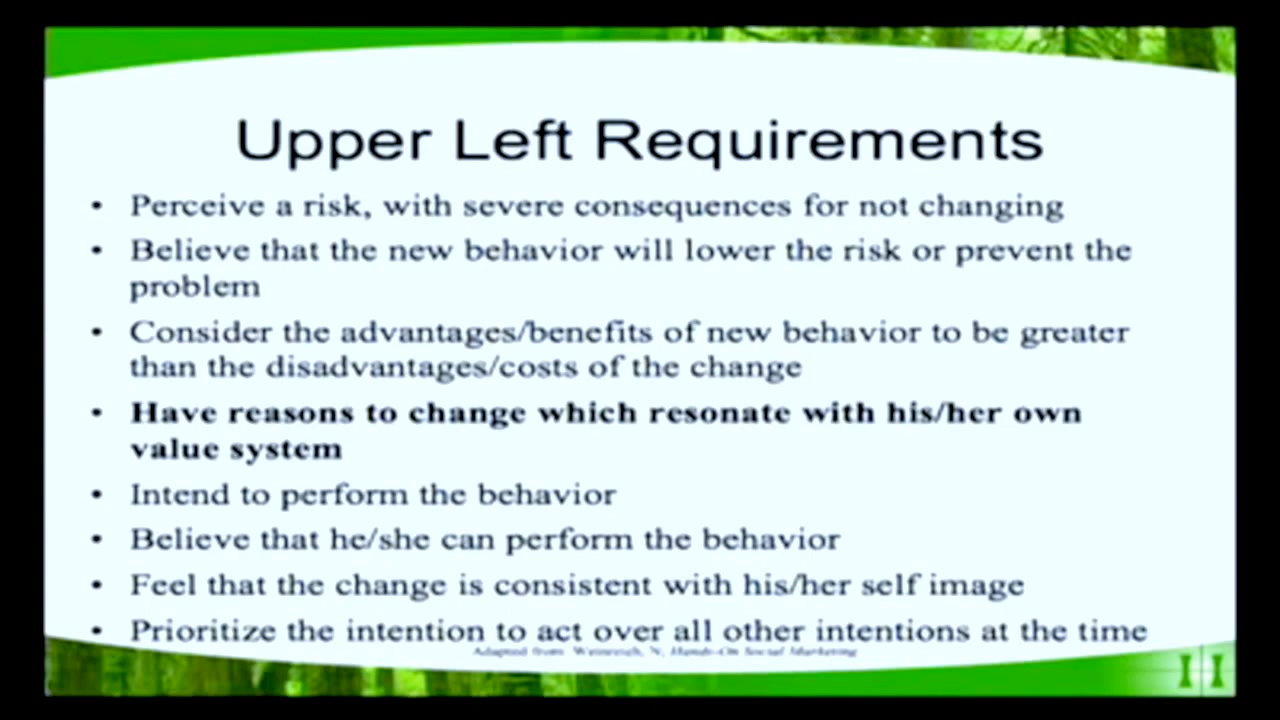 Upper Left Requirements
• Perceive a risk, with severe consequences for not changing
• Believe that the new behavior will lower the risk or prevent the
problem
• Consider the advantages/benefits of new behavior to be greater
than the disadvantages/costs of the change
• Have reasons to change which resonate with his/her own
value system
• Intend to perform the behavior
• Believe that he/she can perform the behavior
• Feel that the change is consistent with his/her self image
• Prioritize the intention to act over all other intentions at the time
Adapted from Weinreich, N, Hands-On Social Marketing